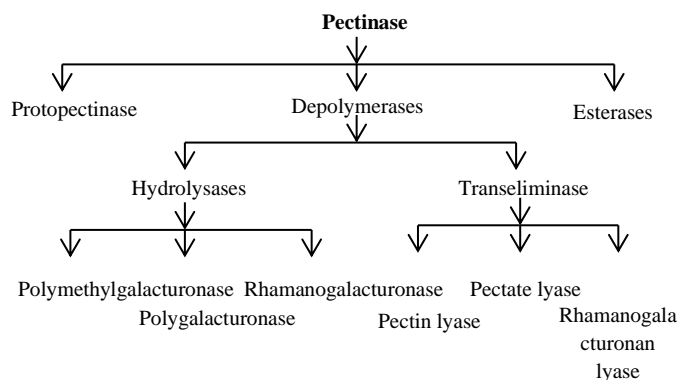 Pectinase
Protopectinase
Depolymerases
Esterases
Hydrolysases
Transeliminase
Polymethylgalacturonase
Polygalacturonase
Rhamanogalacturonase
Pectin lyase
Pectate lyase
Rhamanogala
cturonan
lyase